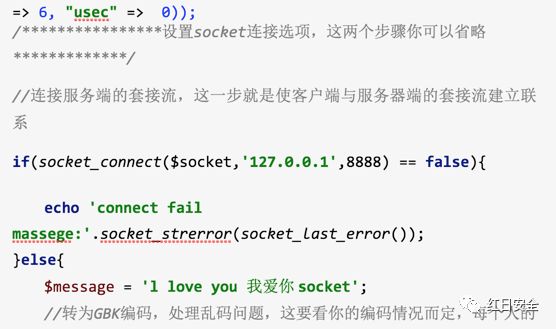 => 6, "usec" =>  0));
/****************设置socket连接选项，这两个步骤你可以省略
*************/
//连接服务端的套接流，这一步就是使客户端与服务器端的套接流建立联
系
if(socket_connect($socket,'127.0.0.1',8888) == false){
echo 'connect fail
massege:'.socket_strerror(socket_last_error());
}else{
$message = 'l love you 我爱你 socket';
//转为GBK编码，处理乱码问题，这要看你的编码情况而定，每个人的
红日安全